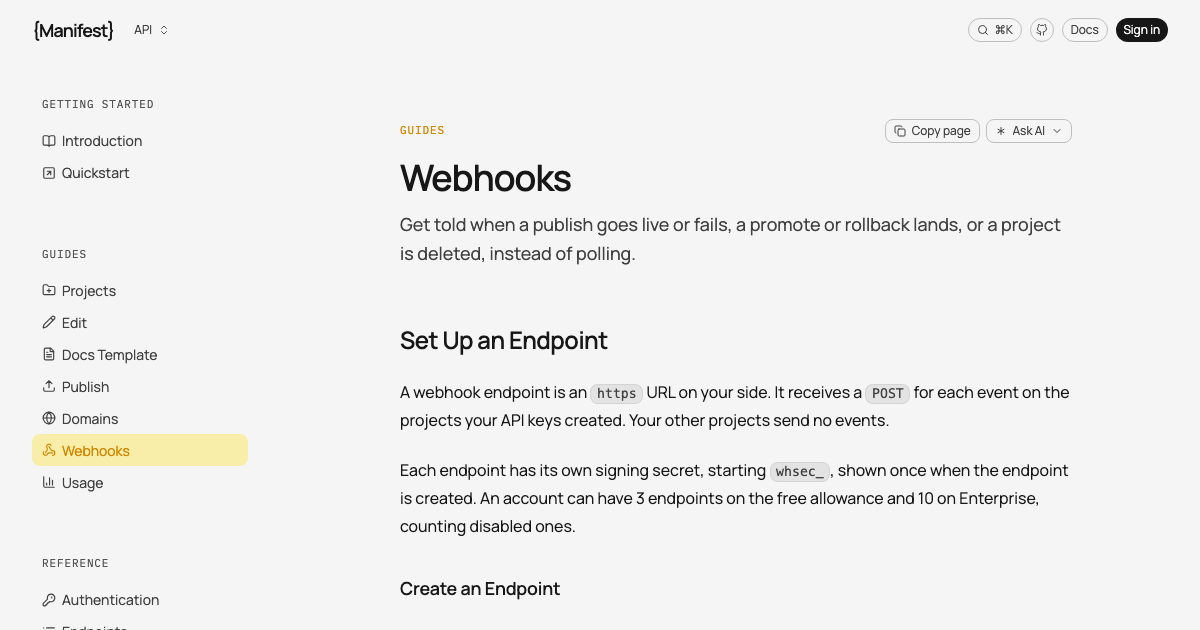 {Manifest}
API
⌘K
Docs
Sign in
GETTING STARTED
Introduction
Quickstart
GUIDES
Projects
Edit
Docs Template
Publish
Domains
Webhooks
Usage
REFERENCE
Authentication
Endpoints
GUIDES
Copy page
Ask AI
Webhooks
Get told when a publish goes live or fails, a promote or rollback lands, or a project
is deleted, instead of polling.
Set Up an Endpoint
A webhook endpoint is an https URL on your side. It receives a POST for each event on the
projects your API keys created. Your other projects send no events.
Each endpoint has its own signing secret, starting whsec_, shown once when the endpoint
is created. An account can have 3 endpoints on the free allowance and 10 on Enterprise,
counting disabled ones.
Create an Endpoint